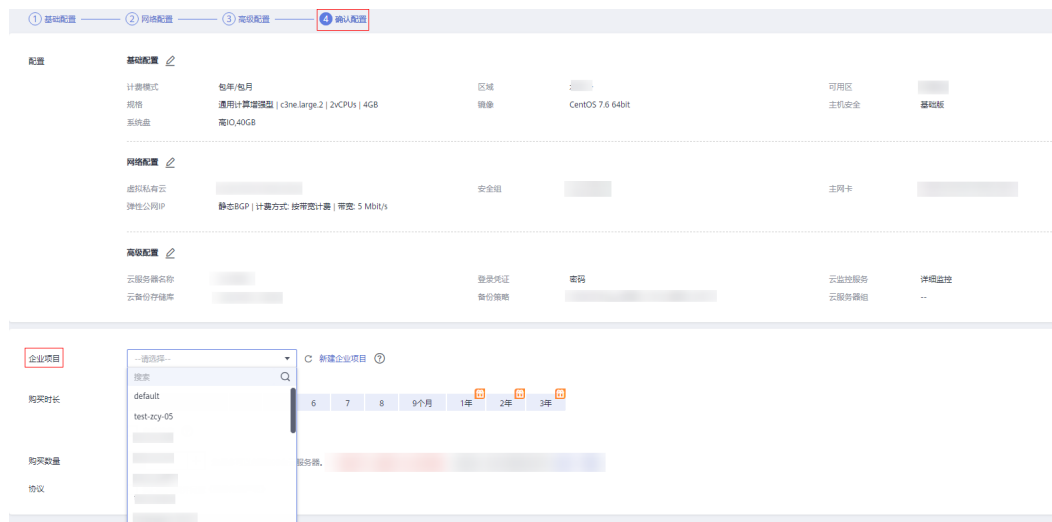 1 基础配置 2 网络配置 3 高级配置 4 确认配置
配置 基础配置
计费模式 包年/包月 区域 可用区
规格 通用计算增强型 | c3ne.large.2 | 2vCPUs | 4GB 镜像 CentOS 7.6 64bit 主机安全 基础版
系统盘 高IO,40GB
网络配置
虚拟私有云 安全组 主网卡
弹性公网IP 静态BGP | 计费方式: 按带宽计费 | 带宽: 5 Mbit/s
高级配置
云服务器名称 登录凭证 密码 云监控服务 详细监控
云备份存储库 备份策略 云服务器组 --
企业项目 --请选择-- 新建企业项目 ?
搜索
default
购买时长 6 7 8 9个月 1年 2年 3年
test-zcy-05
购买数量 服务器。
协议